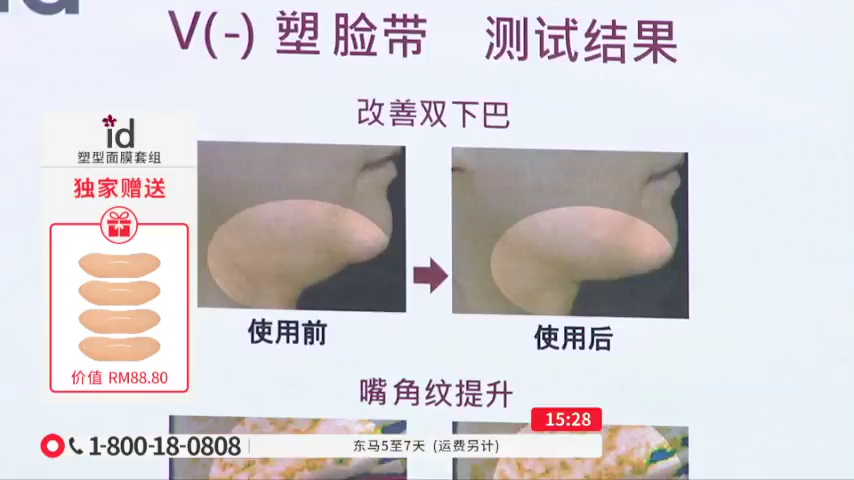 V(-) 塑脸带 测试结果
改善双下巴
id
塑型面膜套组
独家赠送
价值 RM88.80
使用前
使用后
嘴角纹提升
15:28
1-800-18-0808
东马5至7天 (运费另计)